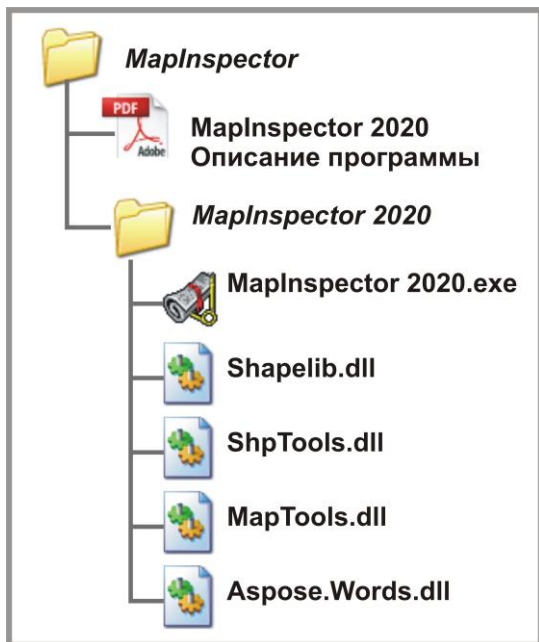 MapInspector
PDF
Adobe
MapInspector 2020
Описание программы
MapInspector 2020
MapInspector 2020.exe
Shapelib.dll
ShpTools.dll
MapTools.dll
Aspose.Words.dll